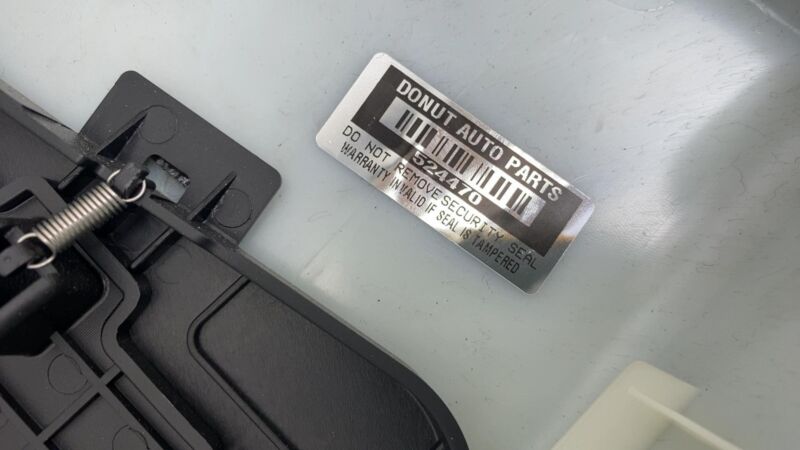 DONUT AUTO PARTS
524470
DO NOT REMOVE SECURITY SEAL
WARRANTY INVALID IF SEAL IS TAMPERED